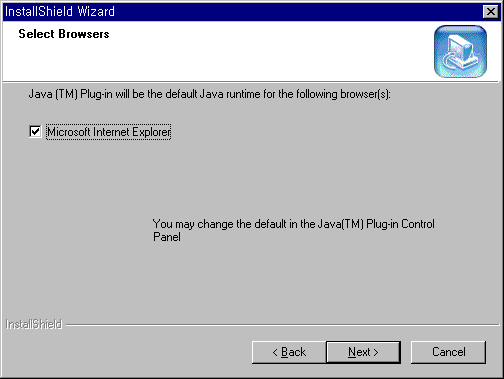 InstallShield Wizard
Select Browsers
Java (TM) Plug-in will be the default Java runtime for the following browser(s):
Microsoft Internet Explorer
You may change the default in the Java(TM) Plug-in Control
Panel
InstallShield
< Back
Next >
Cancel